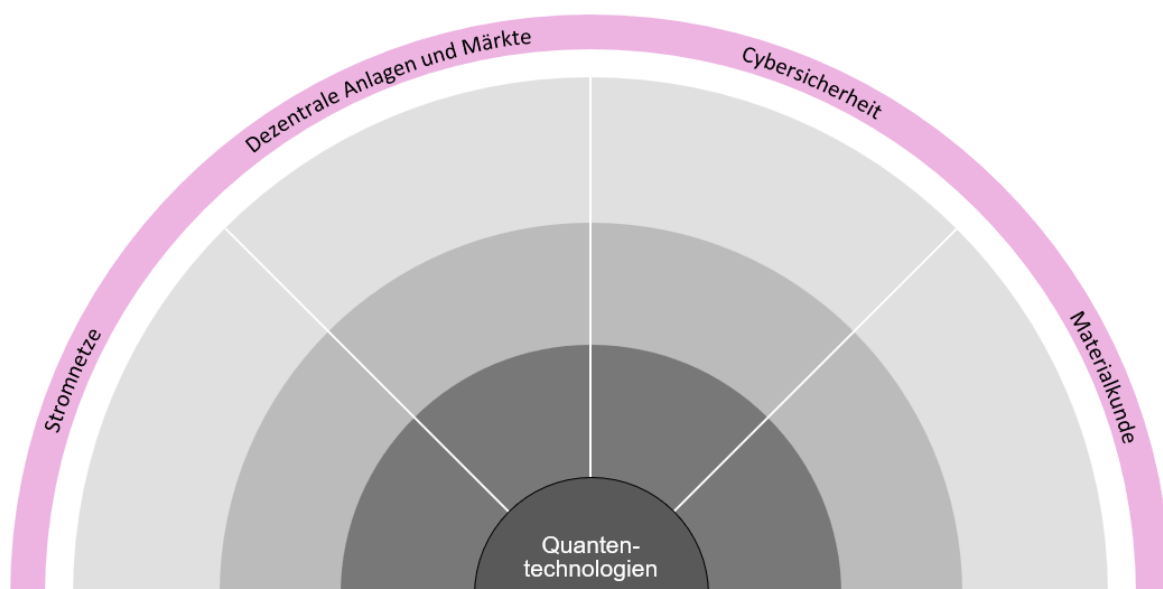 Dezentrale Anlagen und Märkte
Cybersicherheit
Stromnetze
Materialkunde
Quanten-
technologien